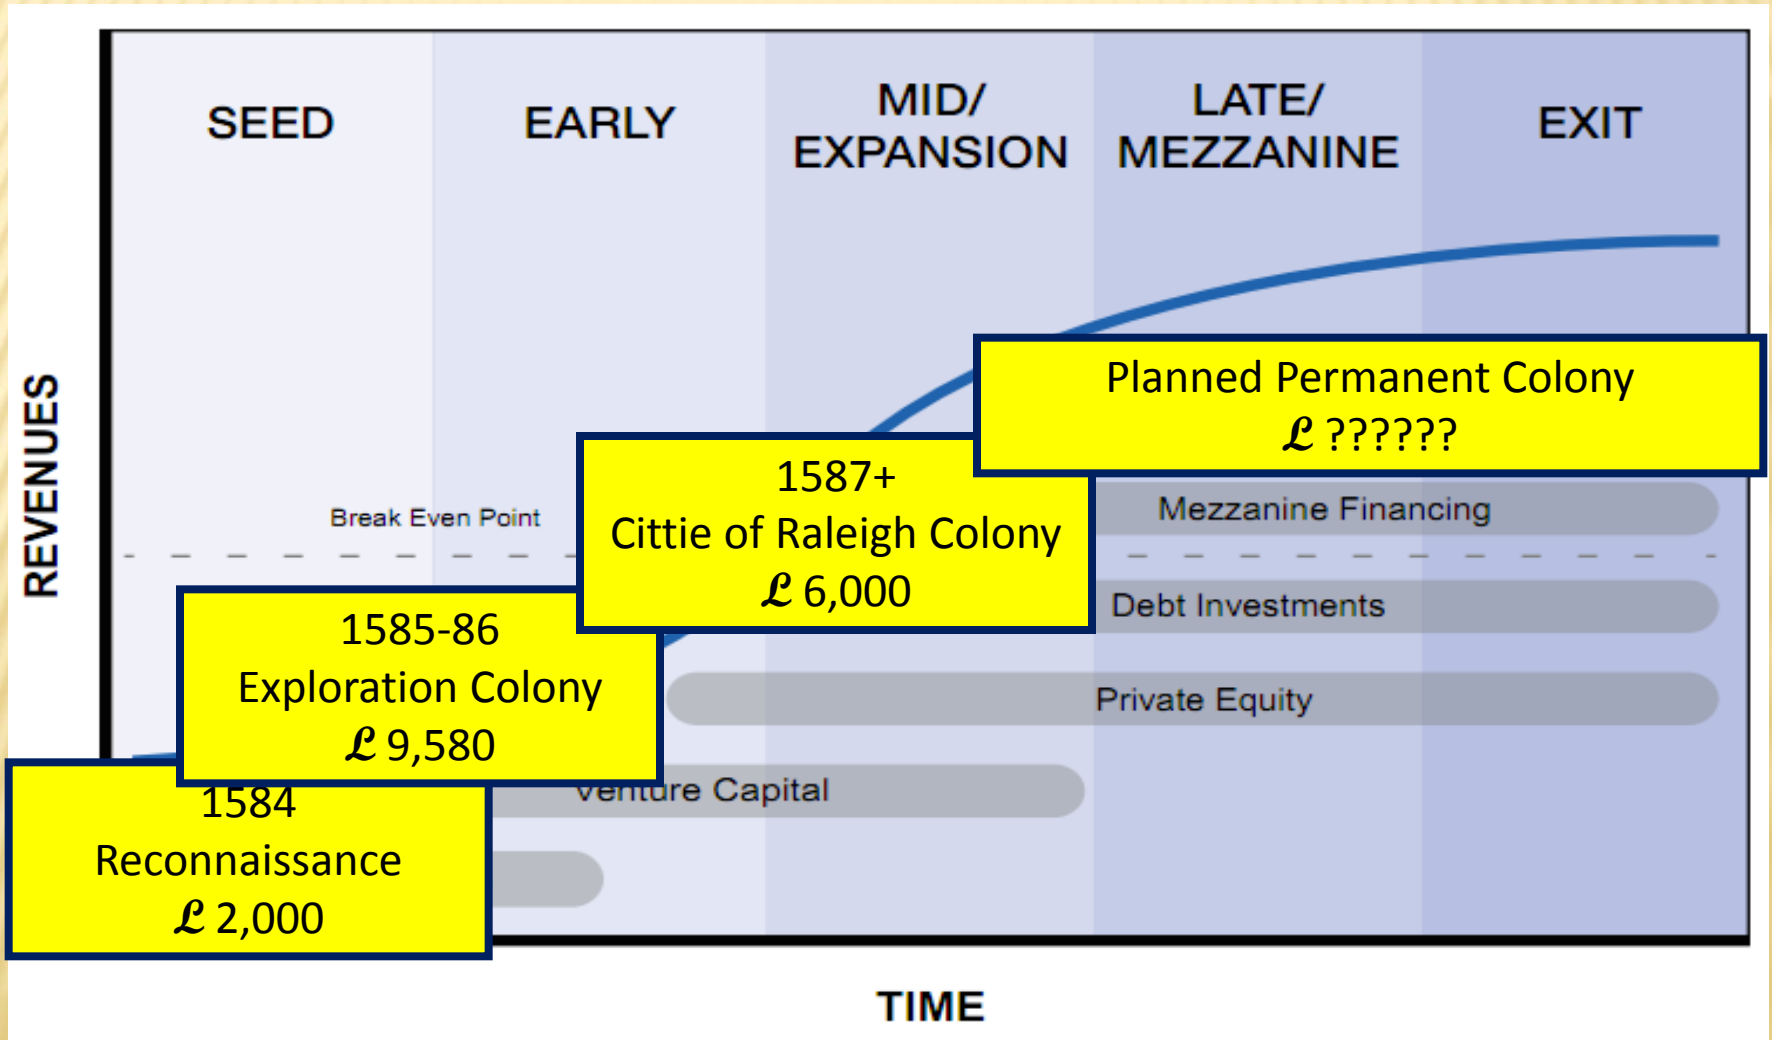 SEED
EARLY
MID/
EXPANSION
LATE/
MEZZANINE
EXIT
REVENUES
Planned Permanent Colony
ℒ ??????
1587+
Cittie of Raleigh Colony
ℒ 6,000
Mezzanine Financing
Break Even Point
Debt Investments
1585-86
Exploration Colony
ℒ 9,580
Private Equity
Venture Capital
1584
Reconnaissance
ℒ 2,000
TIME